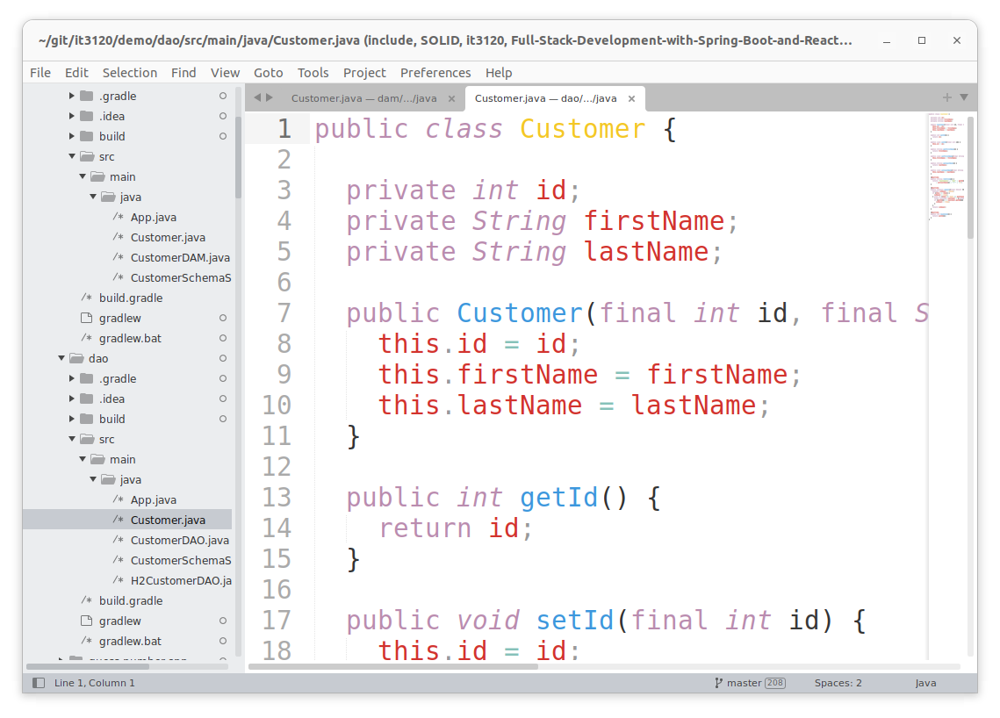 ~/git/it3120/demo/dao/src/main/java/Customer.java (include, SOLID, it3120, Full-Stack-Development-with-Spring-Boot-and-React…
File Edit Selection Find View Goto Tools Project Preferences Help
.gradle
.idea
build
src
main
java
/* App.java
/* Customer.java
/* CustomerDAM.java
/* CustomerSchemaS
/* build.gradle
gradlew
/* gradlew.bat
dao
.gradle
.idea
build
src
main
java
/* App.java
/* Customer.java
/* CustomerDAO.java
/* CustomerSchemaS
/* H2CustomerDAO.ja
/* build.gradle
gradlew
/* gradlew.bat
Customer.java — dam/…/java × Customer.java — dao/…/java ×
1 public class Customer {
2
3 private int id;
4 private String firstName;
5 private String lastName;
6
7 public Customer(final int id, final S
8 this.id = id;
9 this.firstName = firstName;
10 this.lastName = lastName;
11 }
12
13 public int getId() {
14 return id;
15 }
16
17 public void setId(final int id) {
18 this.id = id;
Line 1, Column 1 master 208 Spaces: 2 Java